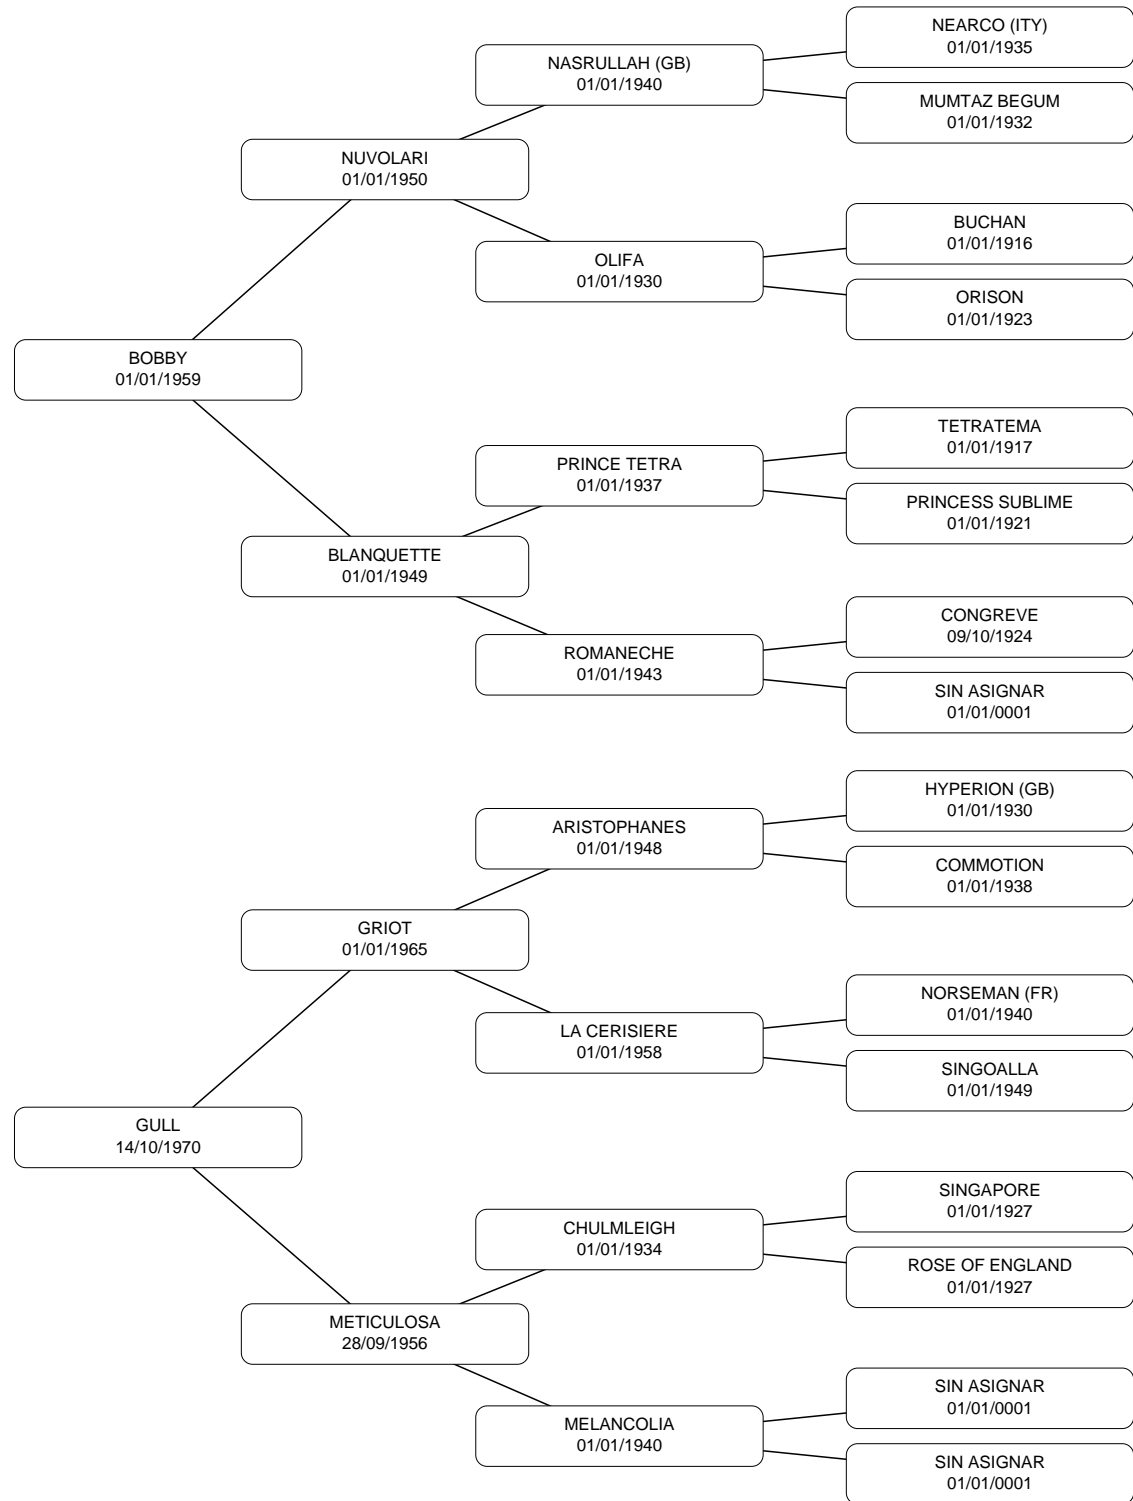 NEARCO (ITY)
01/01/1935
NASRULLAH (GB)
01/01/1940
MUMTAZ BEGUM
01/01/1932
NUVOLARI
01/01/1950
BUCHAN
01/01/1916
OLIFA
01/01/1930
ORISON
01/01/1923
BOBBY
01/01/1959
TETRATEMA
01/01/1917
PRINCE TETRA
01/01/1937
PRINCESS SUBLIME
01/01/1921
BLANQUETTE
01/01/1949
CONGREVE
09/10/1924
ROMANECHE
01/01/1943
SIN ASIGNAR
01/01/0001
HYPERION (GB)
01/01/1930
ARISTOPHANES
01/01/1948
COMMOTION
01/01/1938
GRIOT
01/01/1965
NORSEMAN (FR)
01/01/1940
LA CERISIERE
01/01/1958
SINGOALLA
01/01/1949
GULL
14/10/1970
SINGAPORE
01/01/1927
CHULMLEIGH
01/01/1934
ROSE OF ENGLAND
01/01/1927
METICULOSA
28/09/1956
SIN ASIGNAR
01/01/0001
MELANCOLIA
01/01/1940
SIN ASIGNAR
01/01/0001